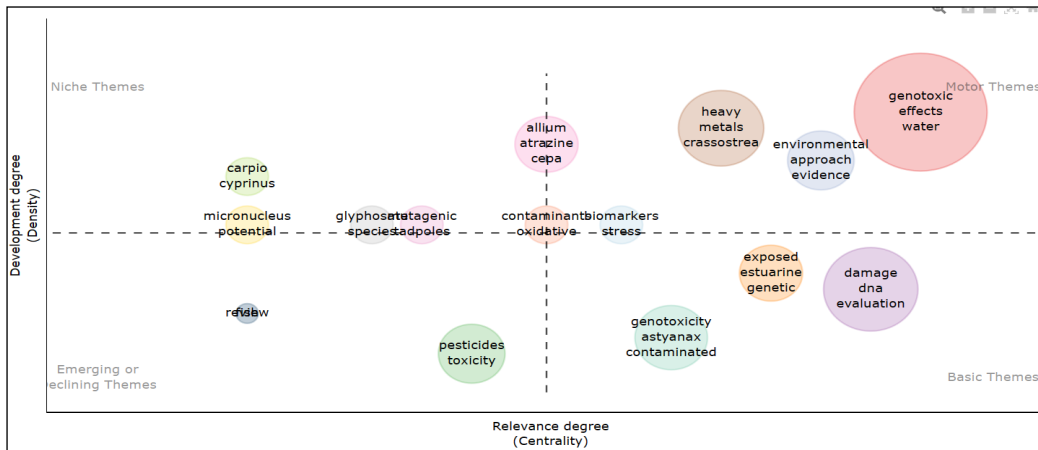 Niche Themes
Motor Themes
genotoxic
effects
water
heavy
metals
crassostrea
allium
atrazine
cepa
environmental
approach
evidence
carpio
cyprinus
micronucleus
potential
glyphosate
species
mutagenic
tadpoles
contaminants
oxidative
biomarkers
stress
exposed
estuarine
genetic
damage
dna
evaluation
review
genotoxicity
astyanax
contaminated
pesticides
toxicity
Emerging or
Declining Themes
Basic Themes
Development degree
(Density)
Relevance degree
(Centrality)